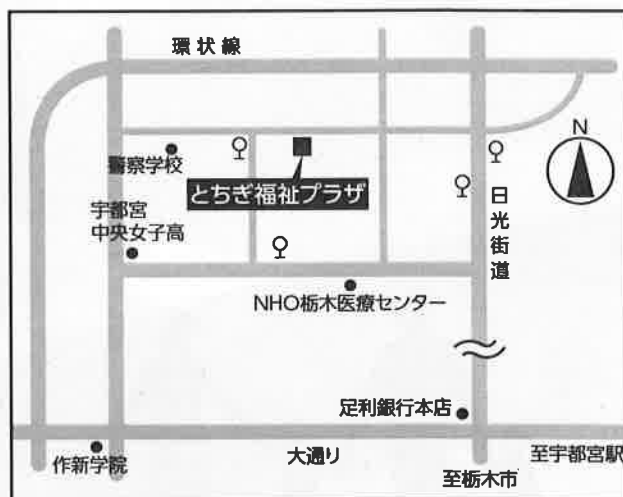 環状線
N
警察学校
とちぎ福祉プラザ
宇都宮
中央女子高
日光街道
NHO栃木医療センター
足利銀行本店
作新学院
大通り
至宇都宮駅
至栃木市